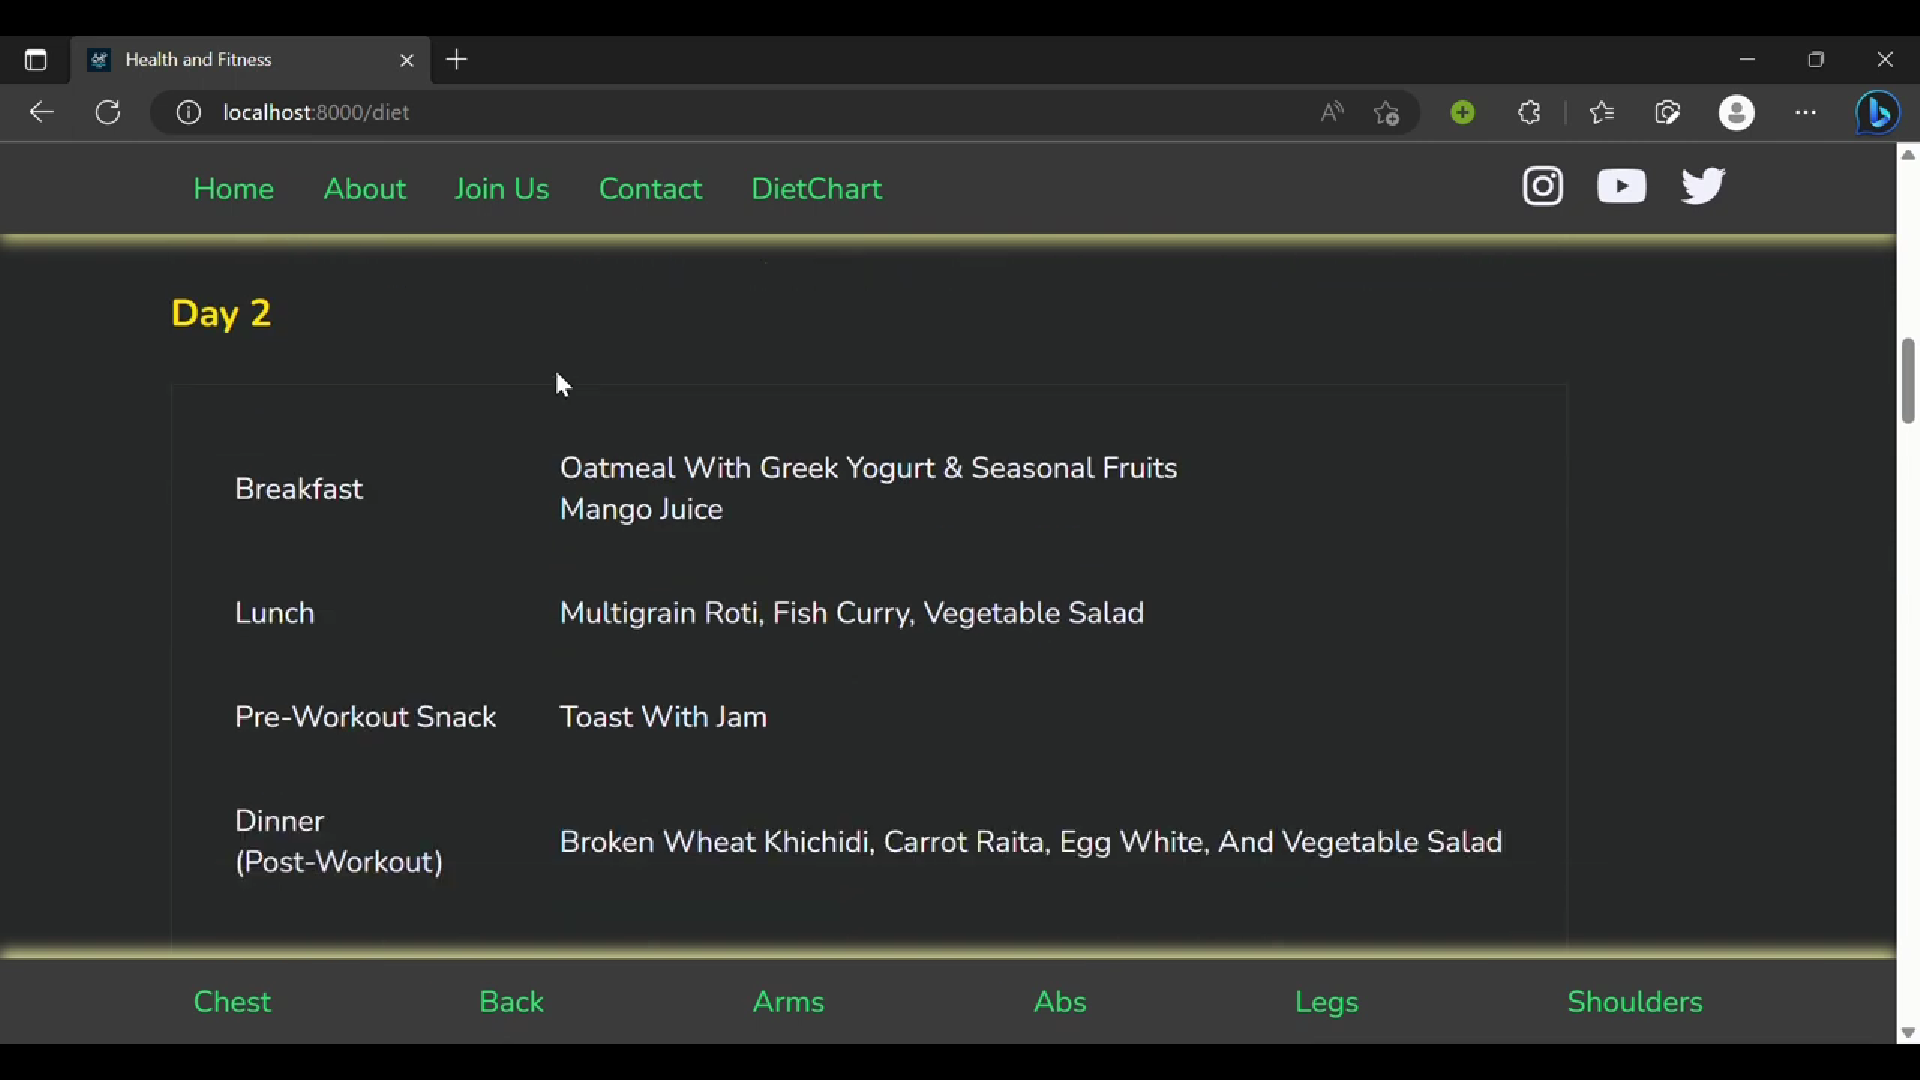 Health and Fitness
localhost:8000/diet
Home About Join Us Contact DietChart
Day 2
Breakfast
Oatmeal With Greek Yogurt & Seasonal Fruits
Mango Juice
Lunch
Multigrain Roti, Fish Curry, Vegetable Salad
Pre-Workout Snack
Toast With Jam
Dinner
(Post-Workout)
Broken Wheat Khichidi, Carrot Raita, Egg White, And Vegetable Salad
Chest Back Arms Abs Legs Shoulders